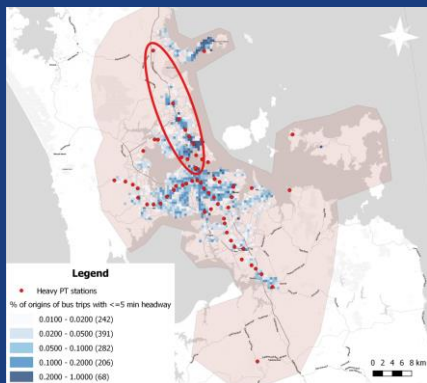 Legend
Heavy PT stations
% of origins of bus trips with <=5 min headway
0.0100 - 0.0200 (242)
0.0200 - 0.0500 (391)
0.0500 - 0.1000 (282)
0.1000 - 0.2000 (206)
0.2000 - 1.0000 (68)
0 2 4 6 8 km